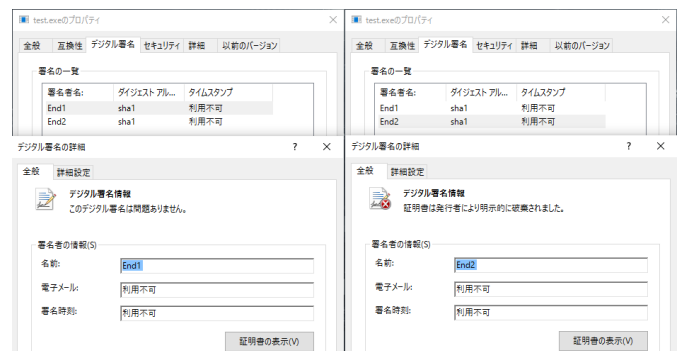 test.exeのプロパティ
全般 互換性 デジタル署名 セキュリティ 詳細 以前のバージョン
署名の一覧
署名者名: ダイジェスト アル... タイムスタンプ
End1 sha1 利用不可
End2 sha1 利用不可
デジタル署名の詳細 ?
全般 詳細設定
デジタル署名情報
このデジタル署名は問題ありません。
署名者の情報(S)
名前: End1
電子メール: 利用不可
署名時刻: 利用不可
証明書の表示(V)
test.exeのプロパティ
全般 互換性 デジタル署名 セキュリティ 詳細 以前のバージョン
署名の一覧
署名者名: ダイジェスト アル... タイムスタンプ
End1 sha1 利用不可
End2 sha1 利用不可
デジタル署名の詳細 ?
全般 詳細設定
デジタル署名情報
証明書は発行者により明示的に破棄されました。
署名者の情報(S)
名前: End2
電子メール: 利用不可
署名時刻: 利用不可
証明書の表示(V)